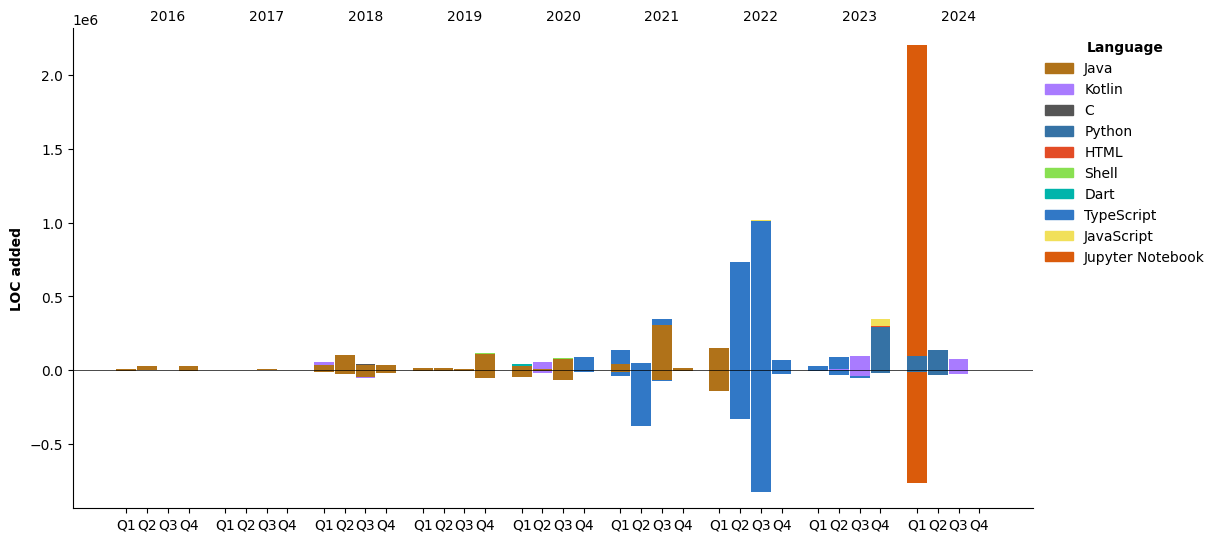 1e6
2016 2017 2018 2019 2020 2021 2022 2023 2024
2.0
1.5
1.0
0.5
0.0
−0.5
LOC added
Q1 Q2 Q3 Q4 Q1 Q2 Q3 Q4 Q1 Q2 Q3 Q4 Q1 Q2 Q3 Q4 Q1 Q2 Q3 Q4 Q1 Q2 Q3 Q4 Q1 Q2 Q3 Q4 Q1 Q2 Q3 Q4 Q1 Q2 Q3 Q4
Language
Java
Kotlin
C
Python
HTML
Shell
Dart
TypeScript
JavaScript
Jupyter Notebook